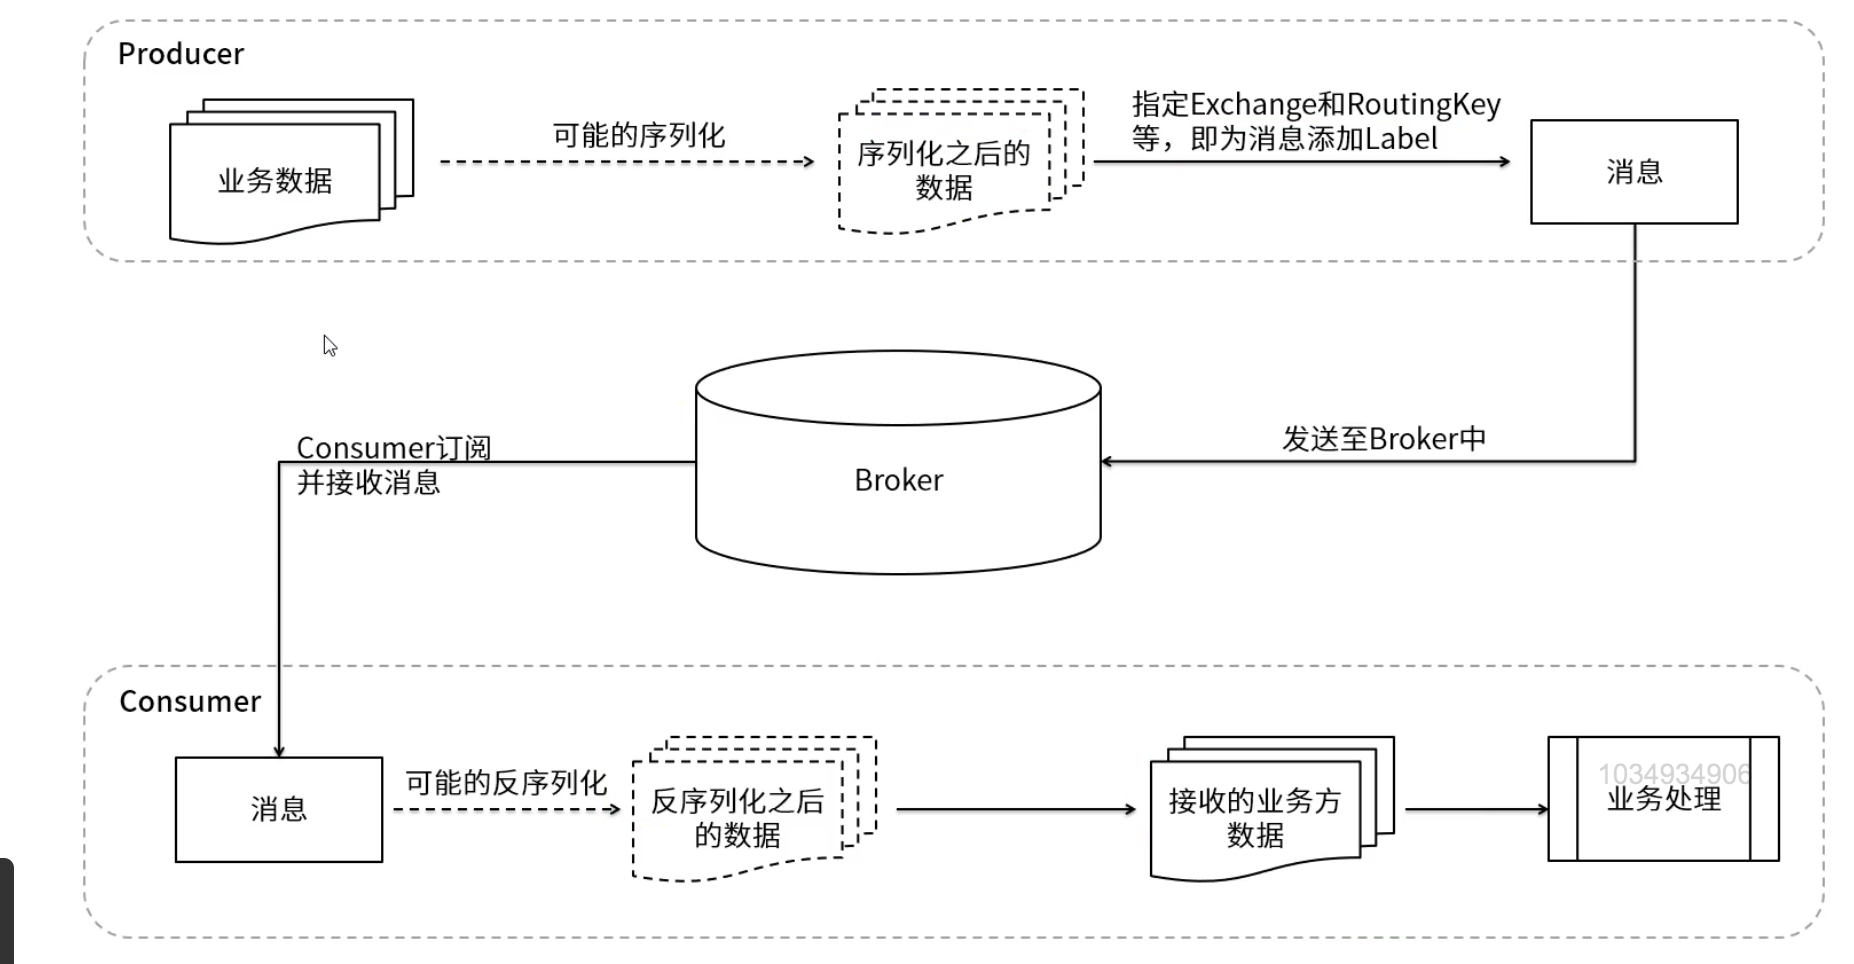 Producer
业务数据
可能的序列化
序列化之后的
数据
指定Exchange和RoutingKey
等，即为消息添加Label
消息
Consumer订阅
并接收消息
Broker
发送至Broker中
Consumer
消息
可能的反序列化
反序列化之后
的数据
接收的业务方
数据
1034934906
业务处理